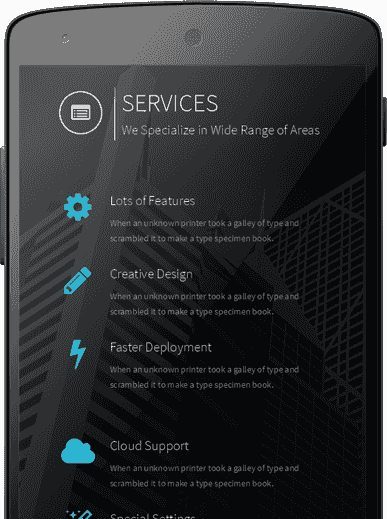 SERVICES
We Specialize in Wide Range of Areas
Lots of Features
When an unknown printer took a galley of type and
scrambled it to make a type specimen book.
Creative Design
When an unknown printer took a galley of type and
scrambled it to make a type specimen book.
Faster Deployment
When an unknown printer took a galley of type and
scrambled it to make a type specimen book.
Cloud Support
When an unknown printer took a galley of type and
scrambled it to make a type specimen book.
Special Settings